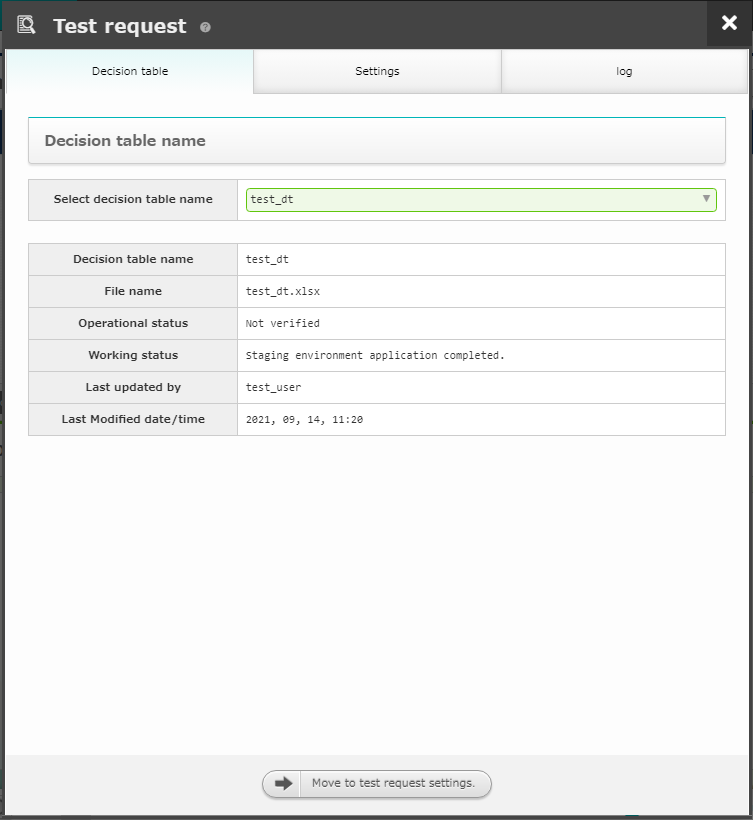 Test request
Decision table
Settings
log
Decision table name
Select decision table name
test_dt
Decision table name
test_dt
File name
test_dt.xlsx
Operational status
Not verified
Working status
Staging environment application completed.
Last updated by
test_user
Last Modified date/time
2021, 09, 14, 11:20
Move to test request settings.